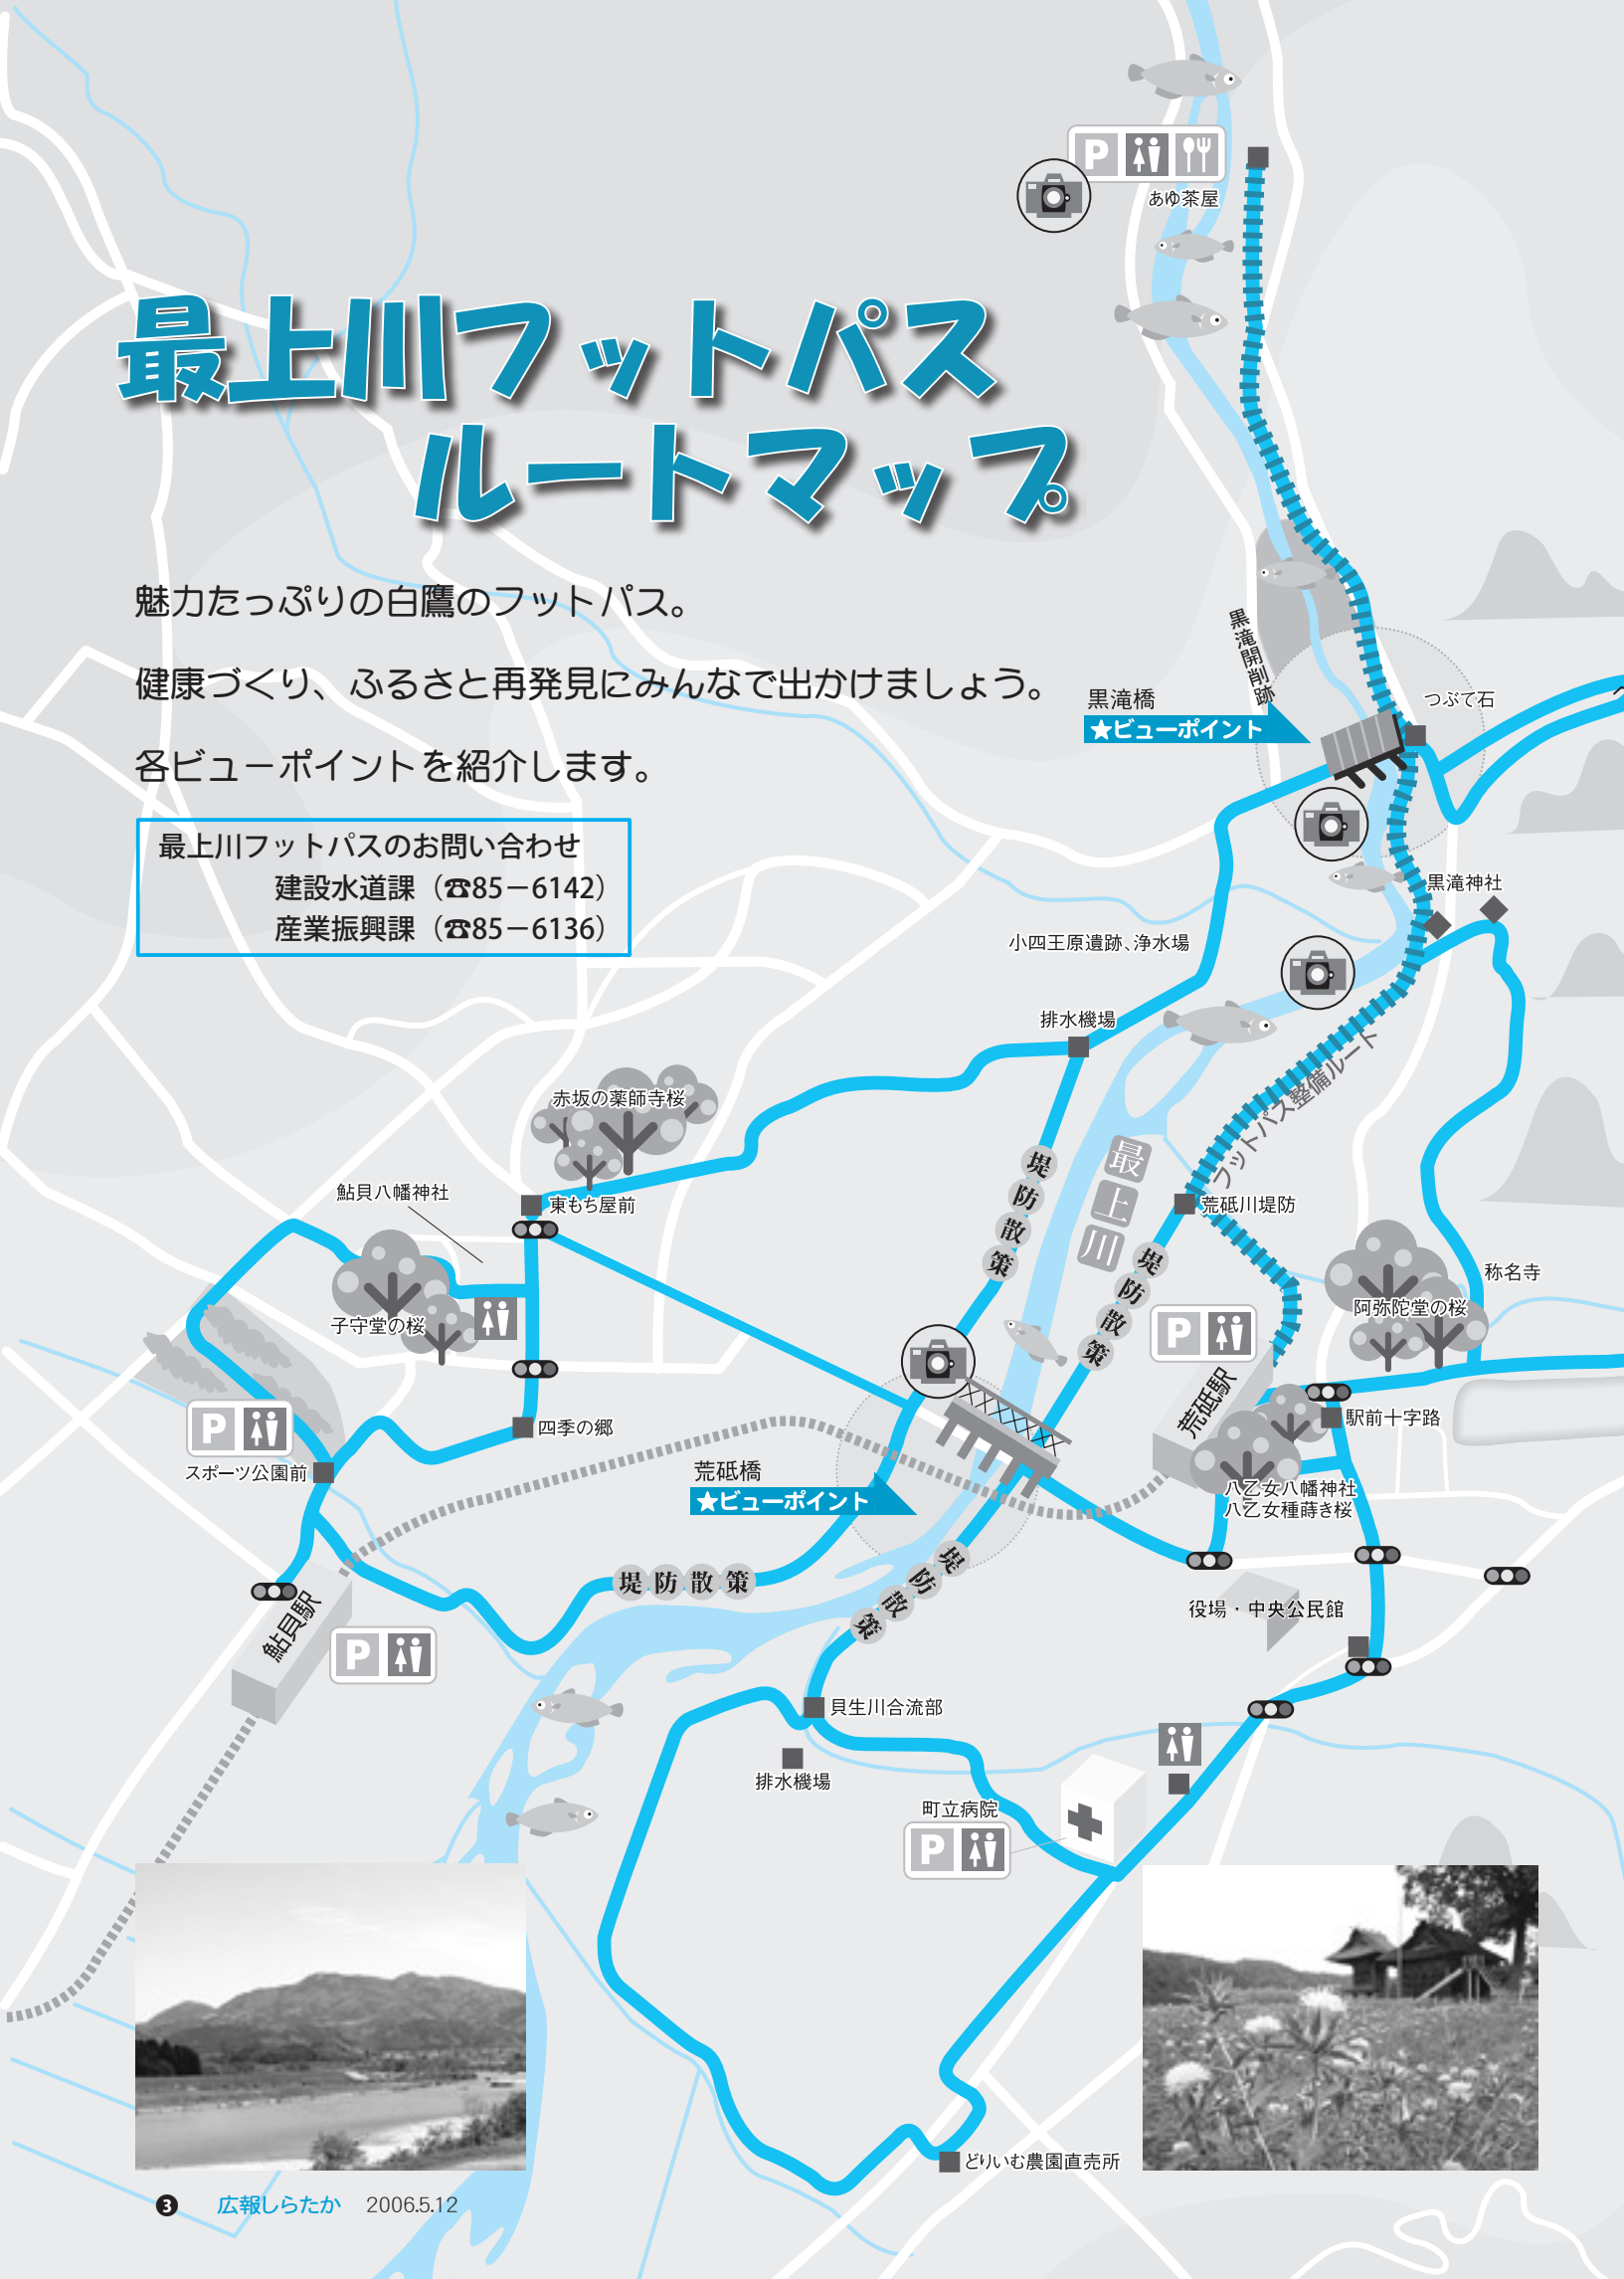 P
あゆ茶屋
最上川フットパス
ルートマップ
魅力たっぷりの白鷹のフットパス。
健康づくり、ふるさと再発見にみんなで出かけましょう。
各ビューポイントを紹介します。
最上川フットパスのお問い合わせ
建設水道課（☎85－6142）
産業振興課（☎85－6136）
黒滝開削跡
黒滝橋
★ビューポイント
つぶて石
黒滝神社
小四王原遺跡、浄水場
排水機場
フットパス整備ルート
赤坂の薬師寺桜
鮎貝八幡神社
東もち屋前
堤防散策
最上川
荒砥川堤防
堤防散策
称名寺
阿弥陀堂の桜
子守堂の桜
P
荒砥駅
駅前十字路
P
四季の郷
スポーツ公園前
荒砥橋
★ビューポイント
八乙女八幡神社
八乙女種蒔き桜
堤防散策
堤防散策
役場・中央公民館
鮎貝駅
P
貝生川合流部
排水機場
町立病院
P
どりいむ農園直売所
3 広報しらたか 2006.5.12